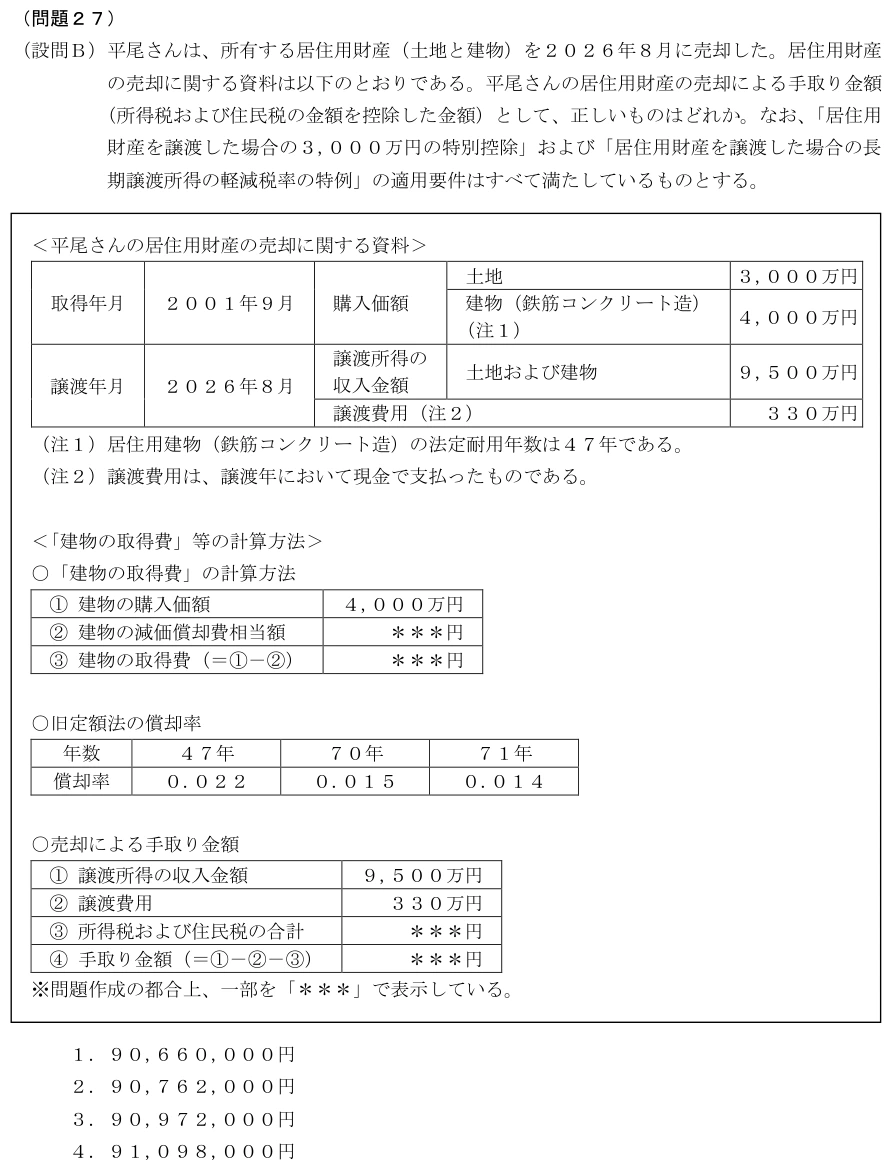 （問題２７）
（設問Ｂ）平尾さんは、所有する居住用財産（土地と建物）を２０２６年８月に売却した。居住用財産
の売却に関する資料は以下のとおりである。平尾さんの居住用財産の売却による手取り金額
（所得税および住民税の金額を控除した金額）として、正しいものはどれか。なお、「居住用
財産を譲渡した場合の３，０００万円の特別控除」および「居住用財産を譲渡した場合の長
期譲渡所得の軽減税率の特例」の適用要件はすべて満たしているものとする。
＜平尾さんの居住用財産の売却に関する資料＞
取得年月 ２００１年９月 購入価額 土地 ３，０００万円
建物（鉄筋コンクリート造）
（注１） ４，０００万円
譲渡年月 ２０２６年８月 譲渡所得の
収入金額 土地および建物 ９，５００万円
譲渡費用（注２） ３３０万円
（注１）居住用建物（鉄筋コンクリート造）の法定耐用年数は４７年である。
（注２）譲渡費用は、譲渡年において現金で支払ったものである。
＜「建物の取得費」等の計算方法＞
○「建物の取得費」の計算方法
① 建物の購入価額 ４，０００万円
② 建物の減価償却費相当額 ＊＊＊円
③ 建物の取得費（＝①－②） ＊＊＊円
○旧定額法の償却率
年数 ４７年 ７０年 ７１年
償却率 ０．０２２ ０．０１５ ０．０１４
○売却による手取り金額
① 譲渡所得の収入金額 ９，５００万円
② 譲渡費用 ３３０万円
③ 所得税および住民税の合計 ＊＊＊円
④ 手取り金額（＝①－②－③） ＊＊＊円
※問題作成の都合上、一部を「＊＊＊」で表示している。
１．９０，６６０，０００円
２．９０，７６２，０００円
３．９０，９７２，０００円
４．９１，０９８，０００円